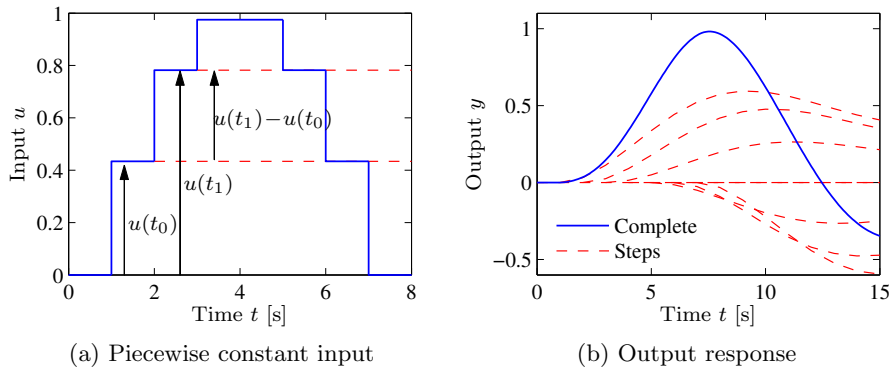 1
0.8
0.6
0.4
0.2
0
0 2 4 6 8
Input u
Time t [s]
u(t₀)
u(t₁)
u(t₁)−u(t₀)
(a) Piecewise constant input
1
0.5
0
−0.5
0 5 10 15
Output y
Time t [s]
Complete
Steps
(b) Output response